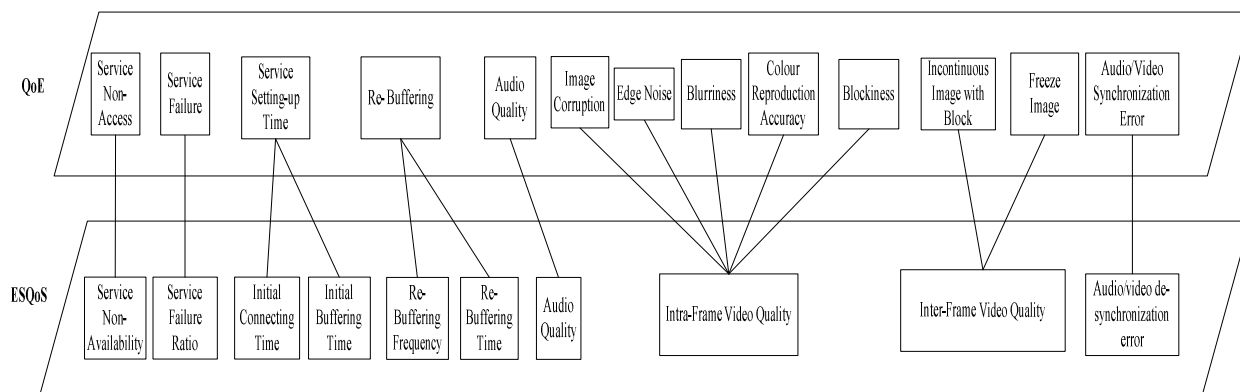 QoE
Service
Non-
Access
Service
Failure
Service
Setting-up
Time
Re- Buffering
Audio
Quality
Image
Corruption
Edge Noise
Blurriness
Colour
Reproduction
Accuracy
Blockiness
Incontinuous
Image with
Block
Freeze
Image
Audio/Video
Synchronization
Error
ESQoS
Service
Non-
Availability
Service
Failure
Ratio
Initial
Connecting
Time
Initial
Buffering
Time
Re-
Buffering
Frequency
Re-
Buffering
Time
Audio
Quality
Intra-Frame Video Quality
Inter-Frame Video Quality
Audio/video de-
synchronization
error